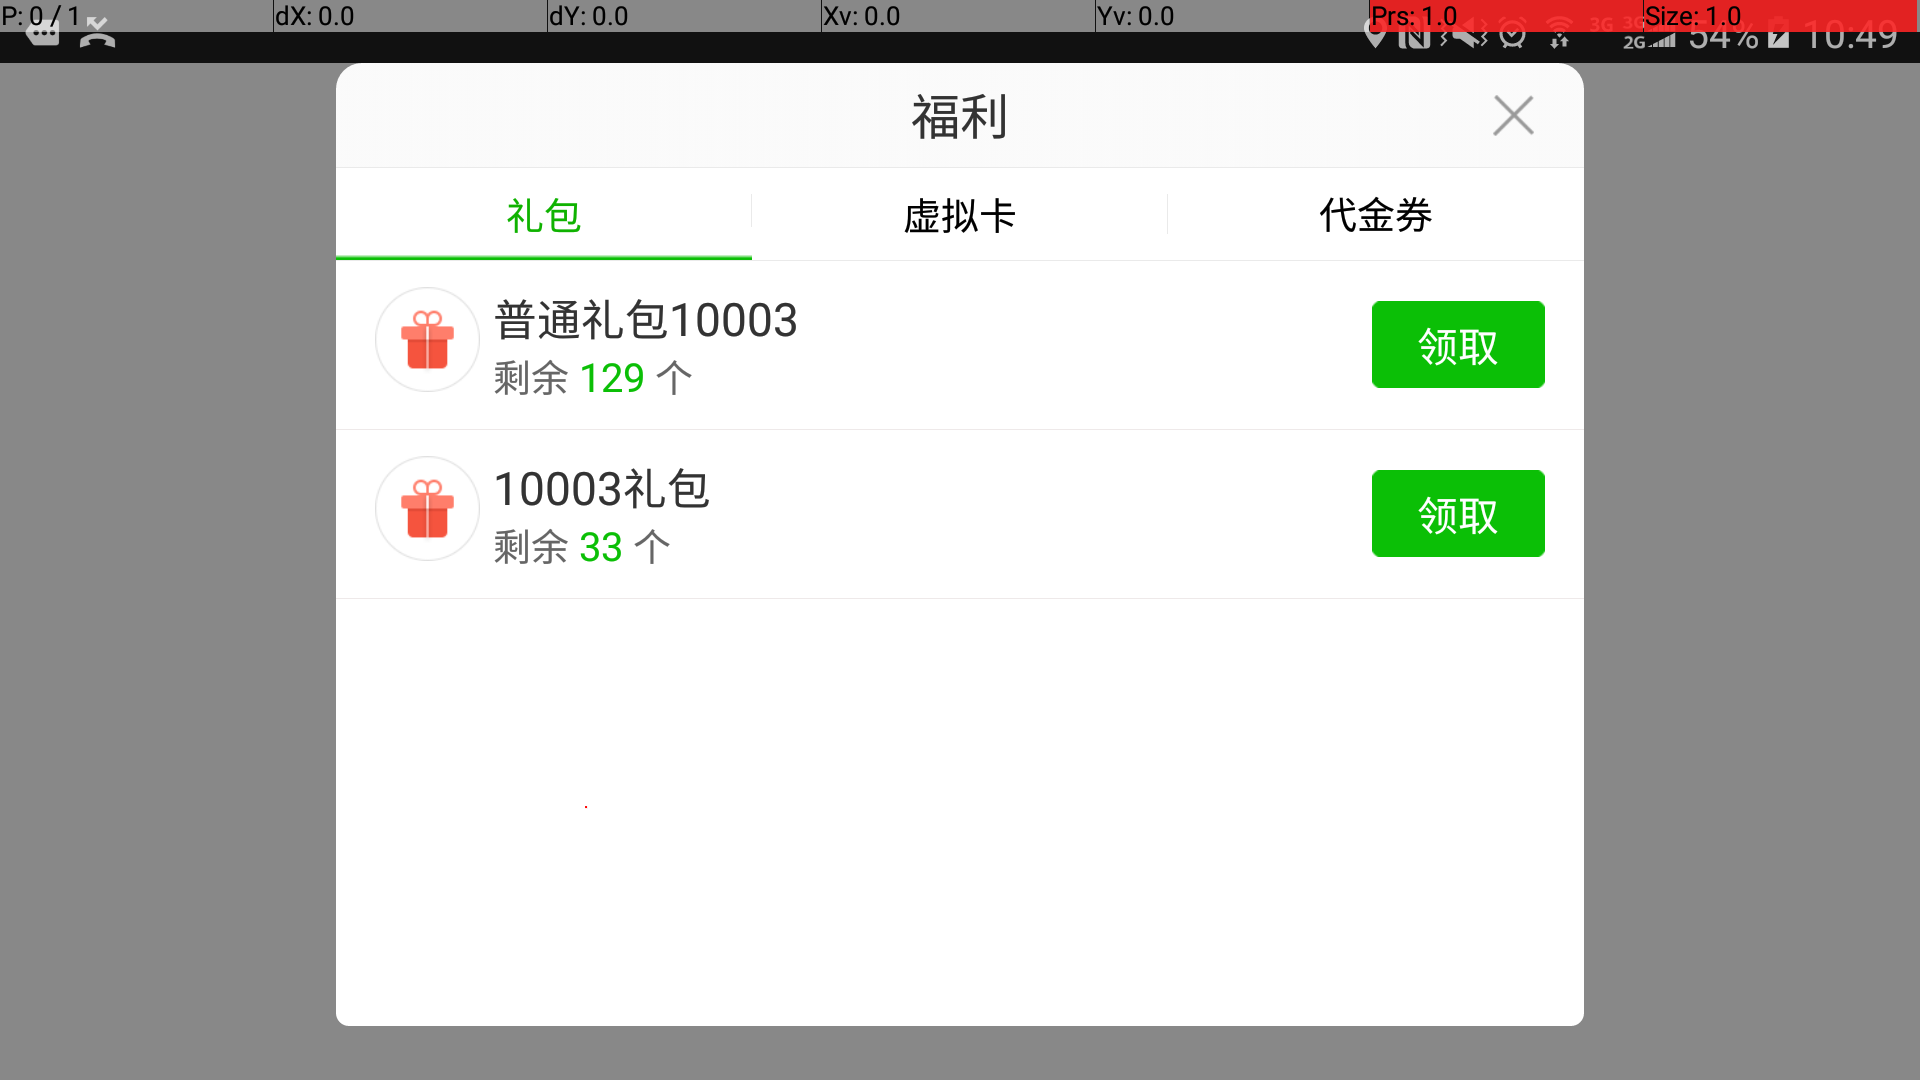 P: 0 / 1 dX: 0.0 dY: 0.0 Xv: 0.0 Yv: 0.0 Prs: 1.0 Size: 1.0
3G 3G 2G 54% 10:49
福利
礼包 虚拟卡 代金券
普通礼包10003
剩余 129 个
领取
10003礼包
剩余 33 个
领取